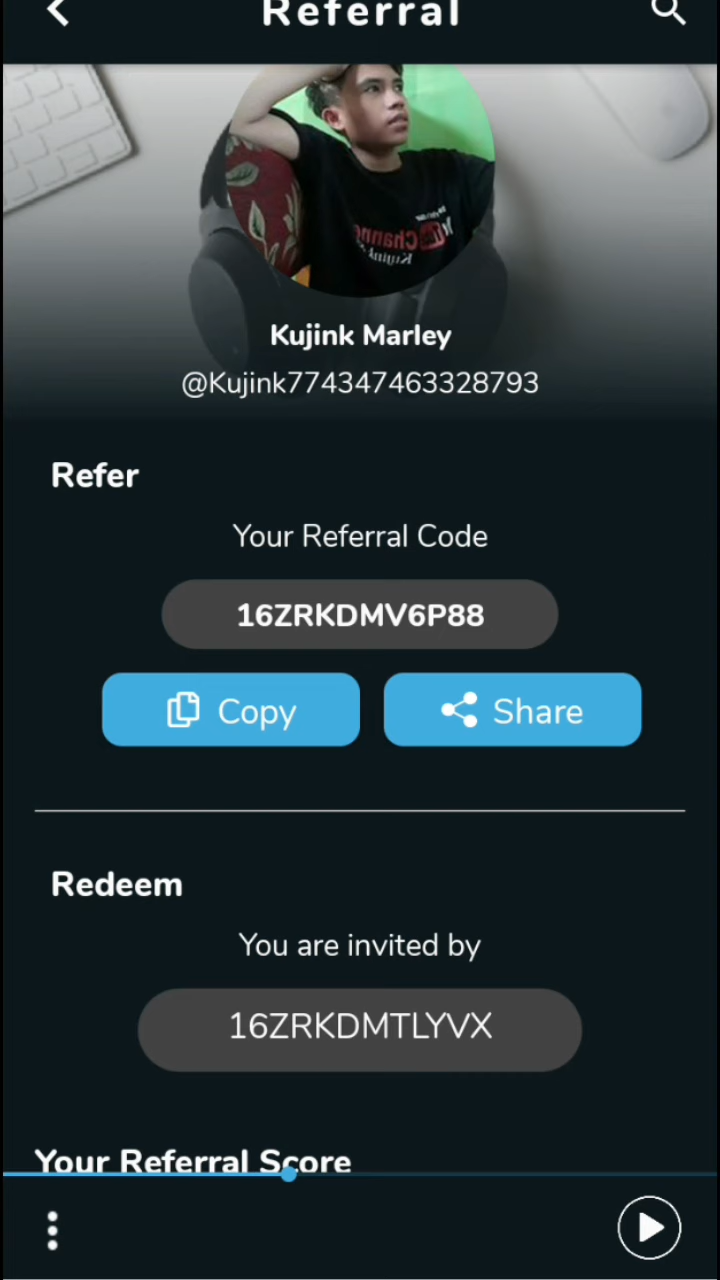 Referral
Kujink Marley
@Kujink774347463328793
Refer
Your Referral Code
16ZRKDMV6P88
Copy
Share
Redeem
You are invited by
16ZRKDMTLYVX
Your Referral Score